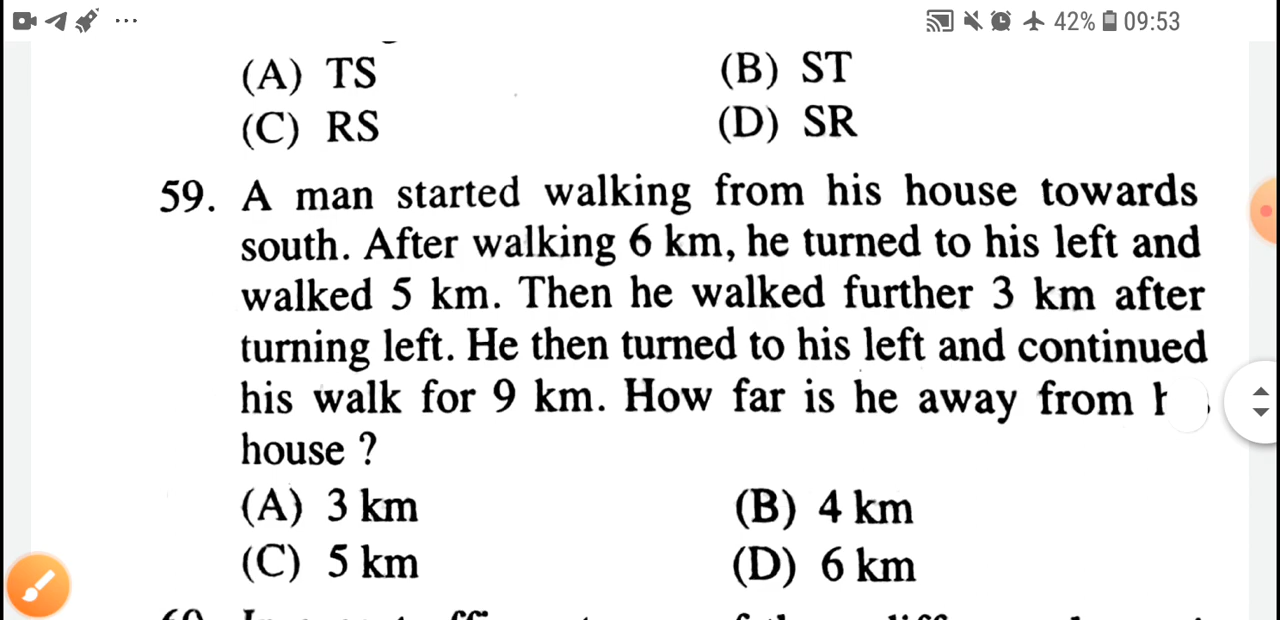 ... 42% 09:53
(A) TS (B) ST
(C) RS (D) SR
59. A man started walking from his house towards
south. After walking 6 km, he turned to his left and
walked 5 km. Then he walked further 3 km after
turning left. He then turned to his left and continued
his walk for 9 km. How far is he away from
house ?
(A) 3 km (B) 4 km
(C) 5 km (D) 6 km